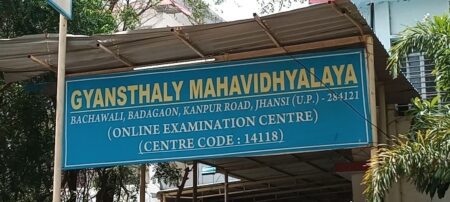 GYANSTHALY MAHAVIDHYALAYA
BACHAWALI, BADAGAON, KANPUR ROAD, JHANSI (U.P.) - 284121
(ONLINE EXAMINATION CENTRE)
(CENTRE CODE : 14118)